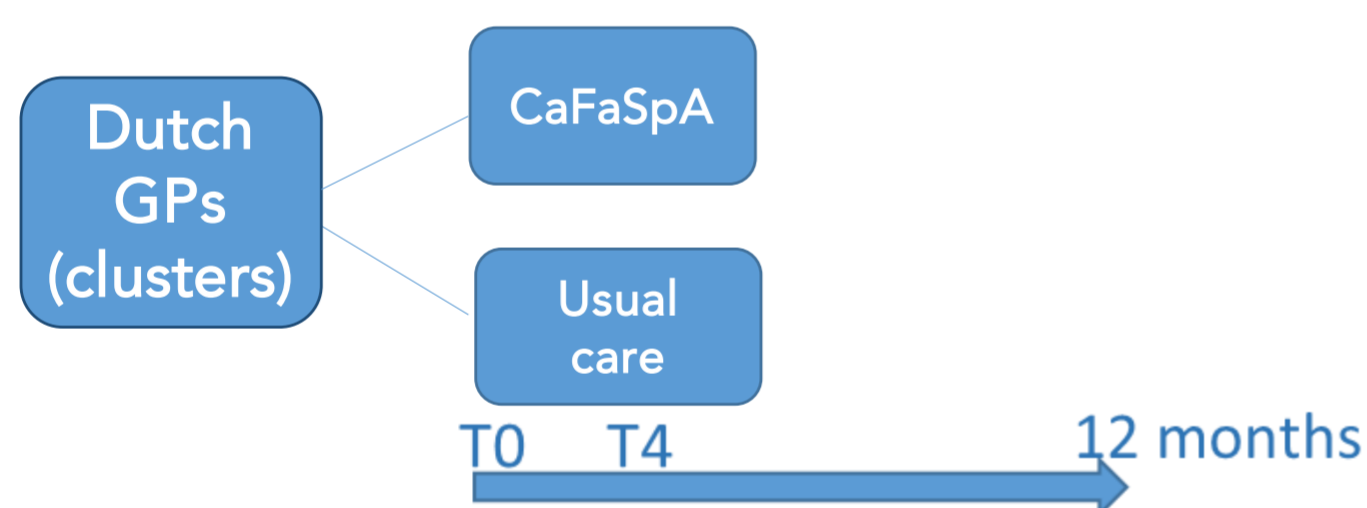 Dutch
GPs
(clusters)
CaFaSpA
Usual
care
T0 T4 12 months